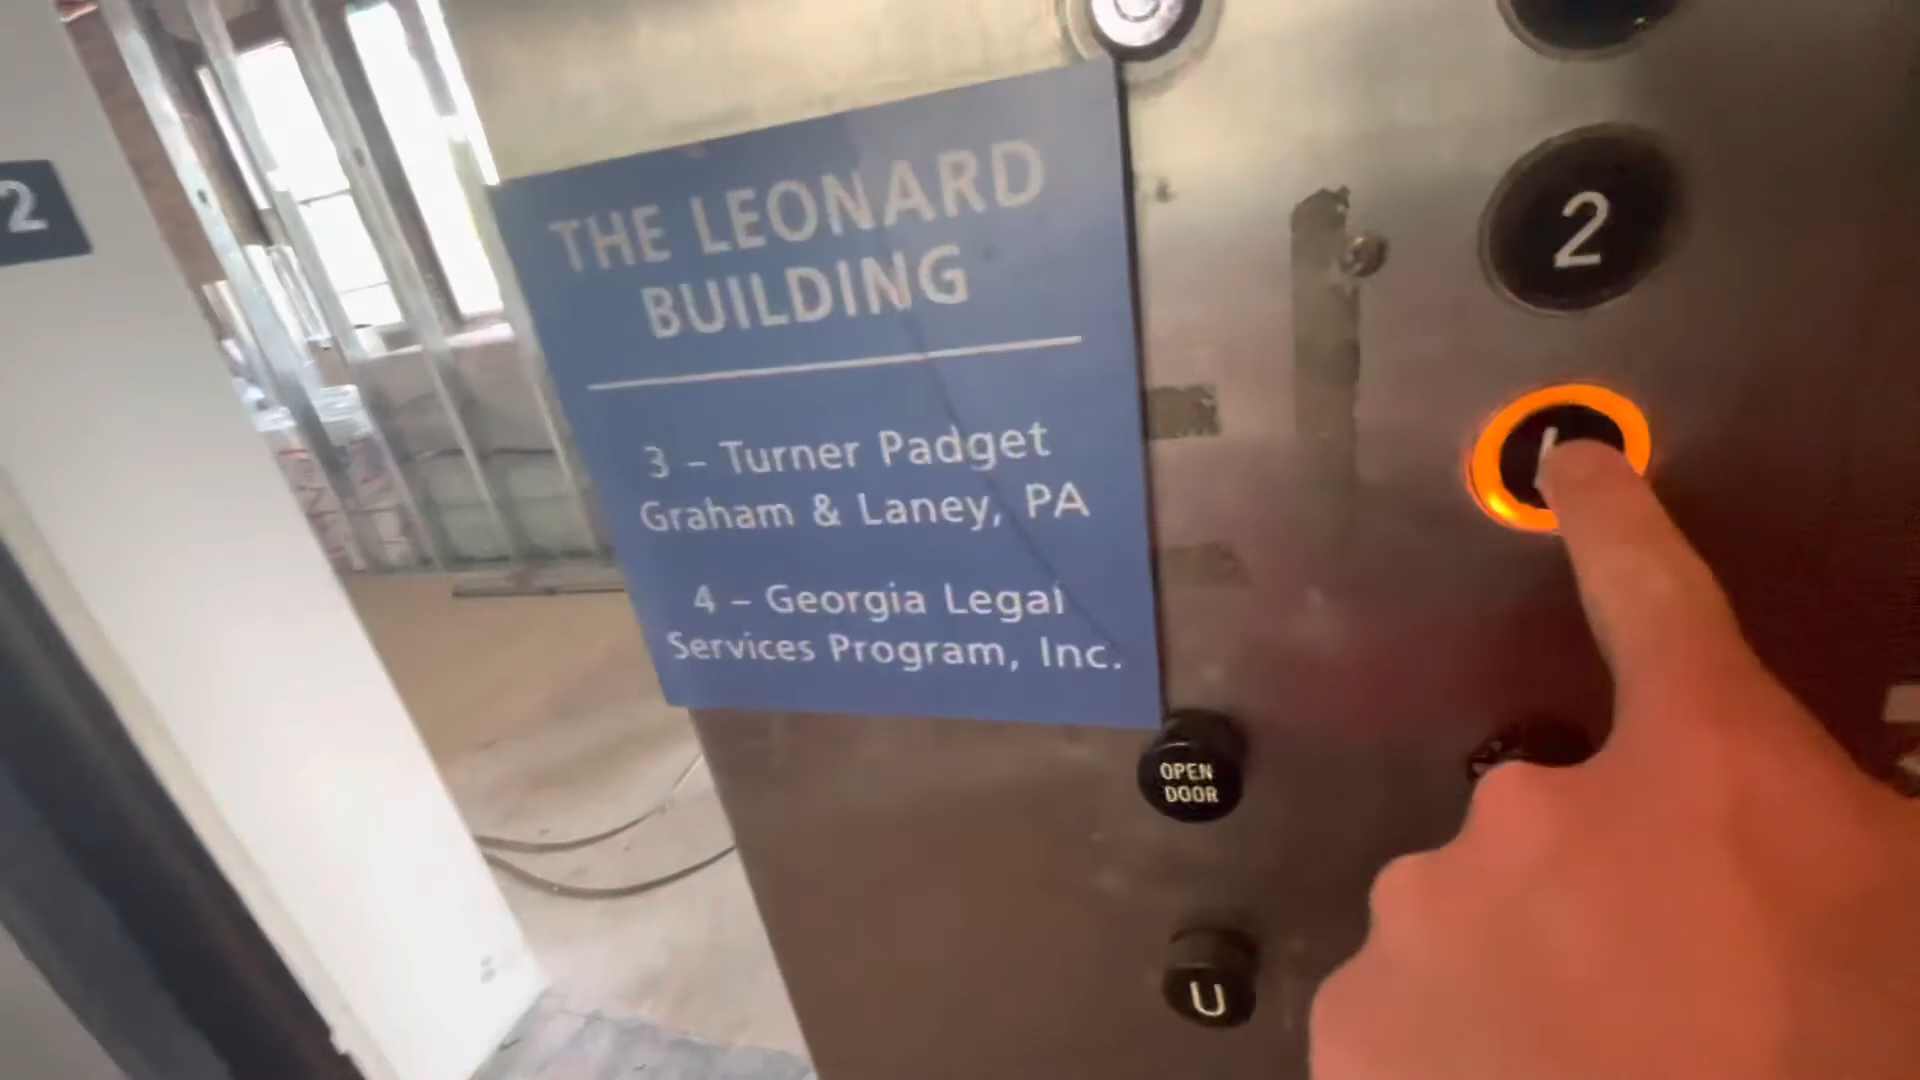 2
THE LEONARD
BUILDING
3 – Turner Padget
Graham & Laney, PA
4 – Georgia Legal
Services Program, Inc.
2
OPEN
DOOR
U